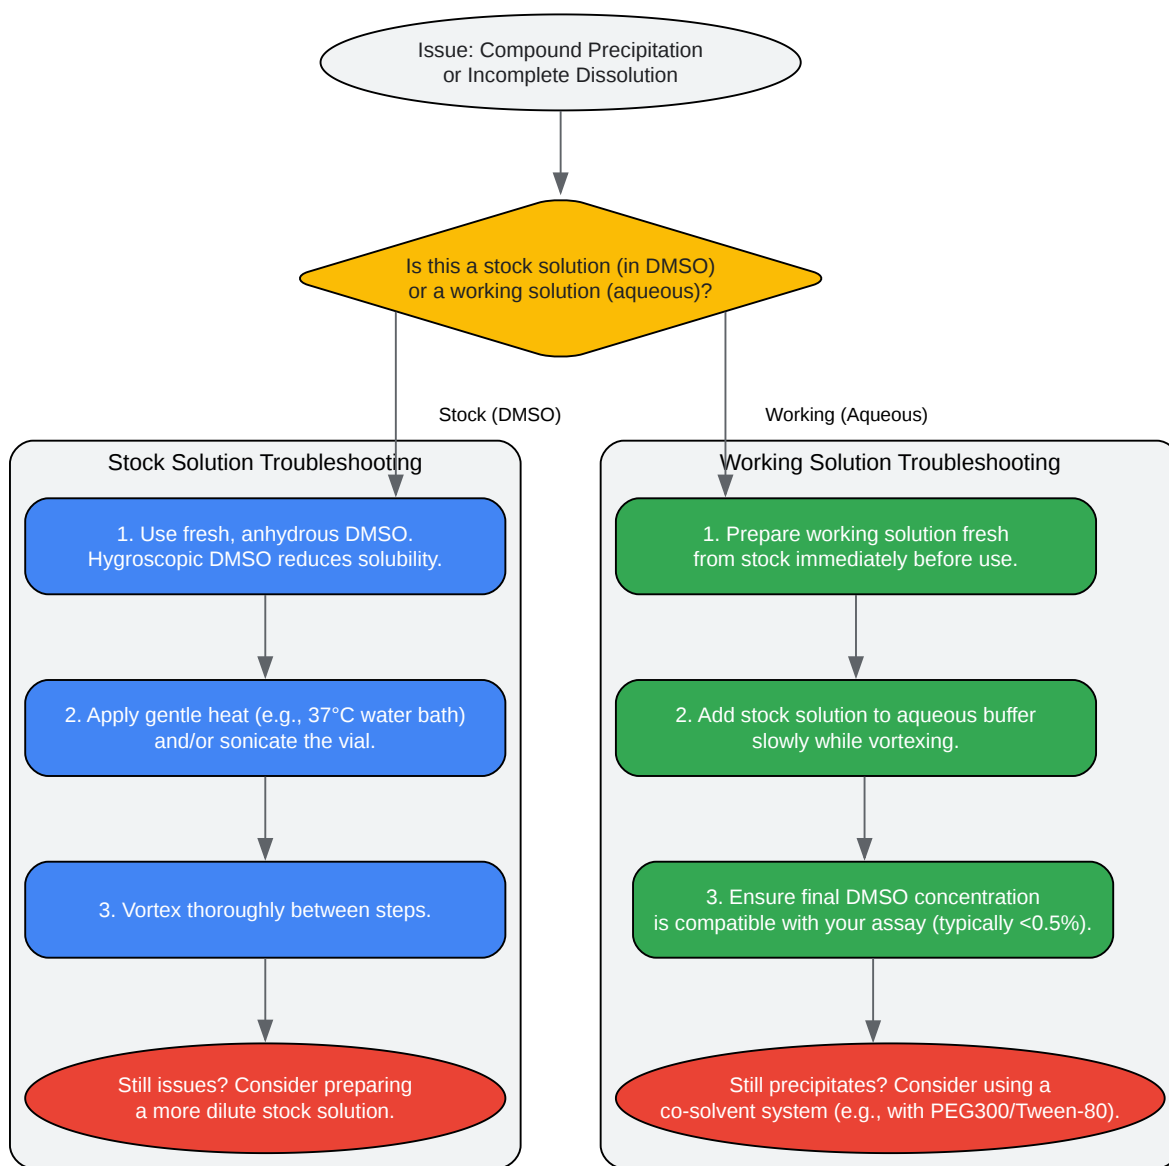 Issue: Compound Precipitation
or Incomplete Dissolution
Is this a stock solution (in DMSO)
or a working solution (aqueous)?
Stock (DMSO)
Working (Aqueous)
Stock Solution Troubleshooting
1. Use fresh, anhydrous DMSO.
Hygroscopic DMSO reduces solubility.
2. Apply gentle heat (e.g., 37°C water bath)
and/or sonicate the vial.
3. Vortex thoroughly between steps.
Still issues? Consider preparing
a more dilute stock solution.
Working Solution Troubleshooting
1. Prepare working solution fresh
from stock immediately before use.
2. Add stock solution to aqueous buffer
slowly while vortexing.
3. Ensure final DMSO concentration
is compatible with your assay (typically <0.5%).
Still precipitates? Consider using a
co-solvent system (e.g., with PEG300/Tween-80).